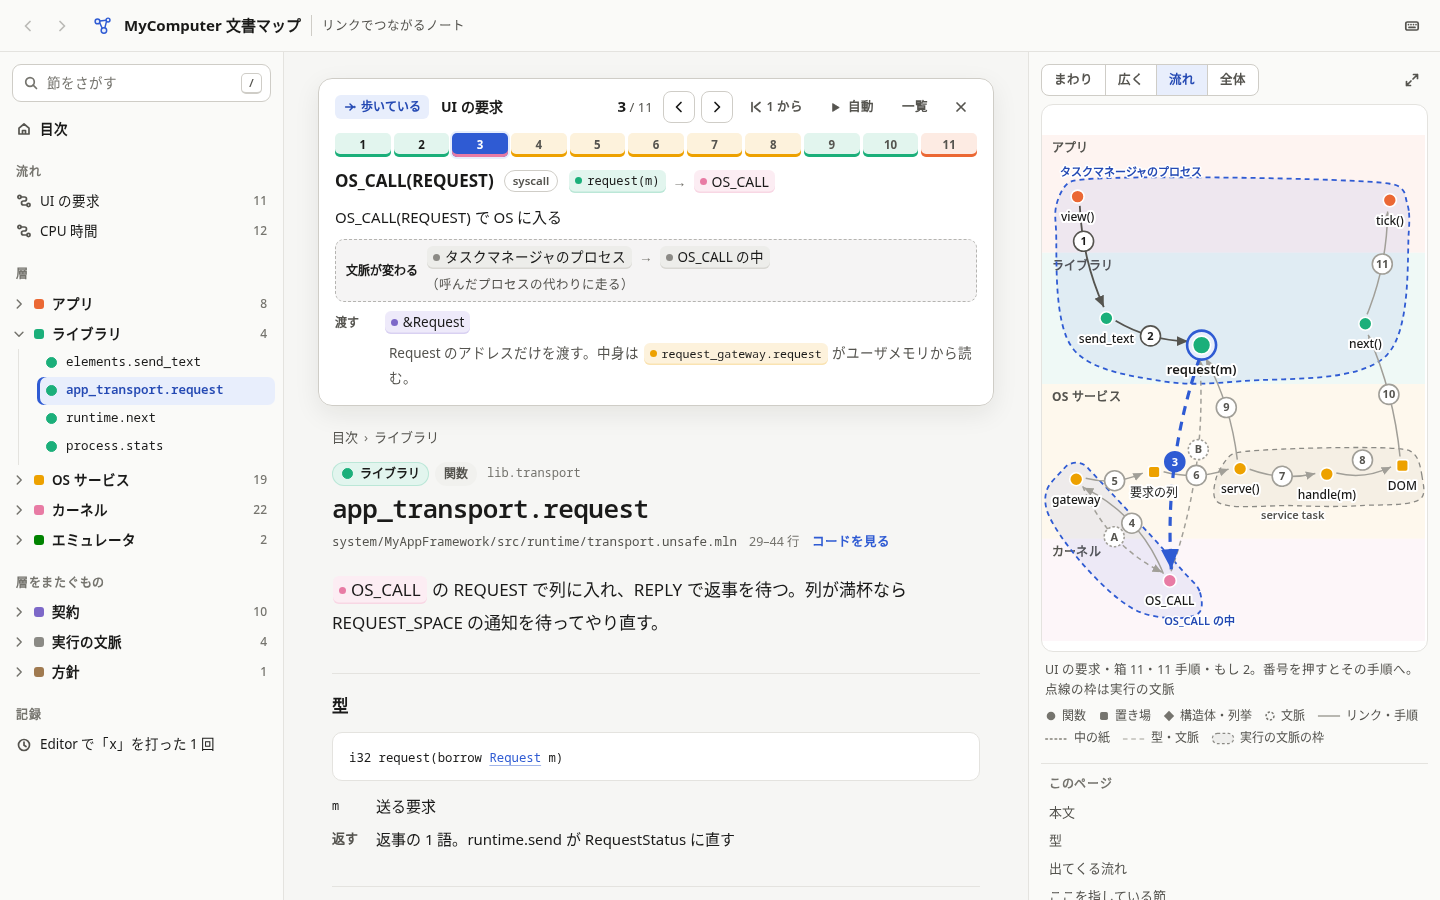 MyComputer 文書マップ
リンクでつながるノート
節をさがす /
目次
流れ
UI の要求 11
CPU 時間 12
層
アプリ 8
ライブラリ 4
elements.send_text
app_transport.request
runtime.next
process.stats
OS サービス 19
カーネル 22
エミュレータ 2
層をまたぐもの
契約 10
実行の文脈 4
方針 1
記録
Editor で「x」を打った 1 回
歩いている UI の要求 3 / 11 1 から 自動 一覧
1 2 3 4 5 6 7 8 9 10 11
OS_CALL(REQUEST) syscall request(m) → OS_CALL
OS_CALL(REQUEST) で OS に入る
文脈が変わる タスクマネージャのプロセス → OS_CALL の中
（呼んだプロセスの代わりに走る）
渡す &Request
Request のアドレスだけを渡す。中身は request_gateway.request がユーザメモリから読
む。
目次 › ライブラリ
ライブラリ 関数 lib.transport
app_transport.request
system/MyAppFramework/src/runtime/transport.unsafe.mln 29–44 行 コードを見る
OS_CALL の REQUEST で列に入れ、REPLY で返事を待つ。列が満杯なら
REQUEST_SPACE の通知を待ってやり直す。
型
i32 request(borrow Request m)
m 送る要求
返す 返事の 1 語。runtime.send が RequestStatus に直す
まわり 広く 流れ 全体
アプリ
タスクマネージャのプロセス
view()
tick()
1
ライブラリ
11
send_text
2
next()
request(m)
OS サービス
10
9
B
3
8
5
6
7
gateway
要求の列
serve()
handle(m)
DOM
service task
4
A
カーネル
OS_CALL
OS_CALL の中
UI の要求・箱 11・11 手順・もし 2。番号を押すとその手順へ。
点線の枠は実行の文脈
関数 置き場 構造体・列挙 文脈 リンク・手順
中の紙 型・文脈 実行の文脈の枠
このページ
本文
型
出てくる流れ
ここを指している節